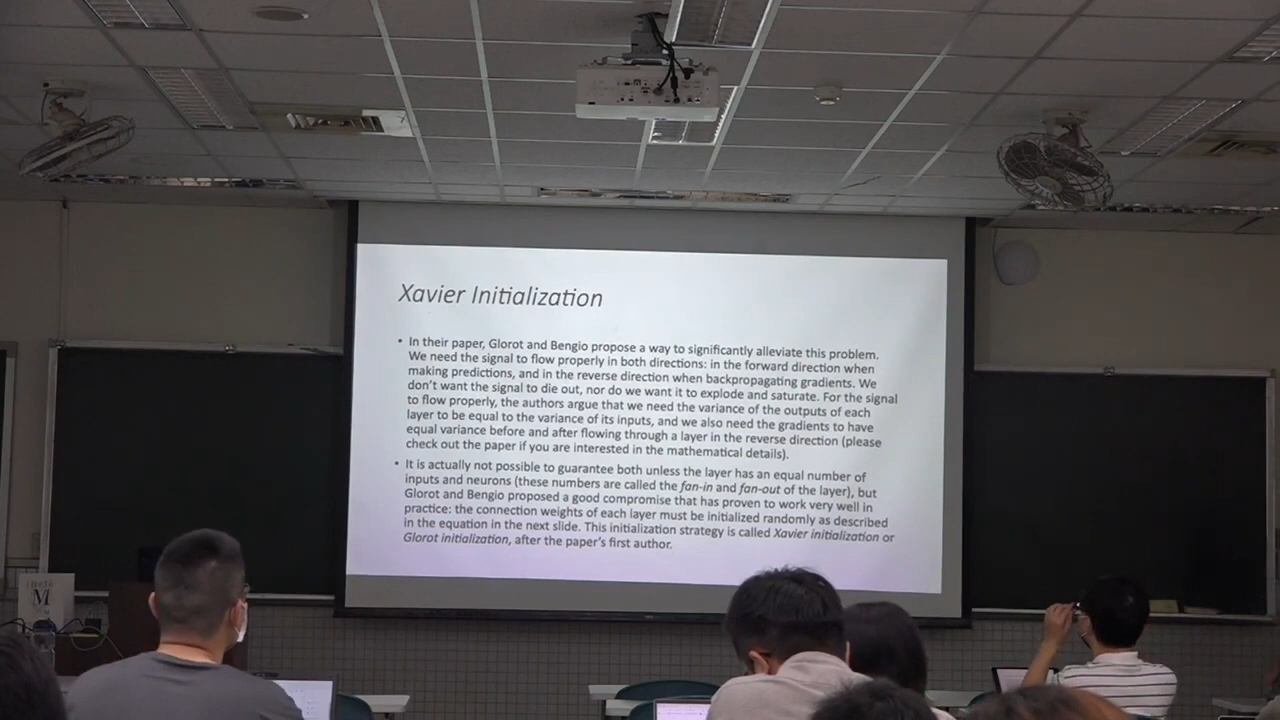 Xavier Initialization
• In their paper, Glorot and Bengio propose a way to significantly alleviate this problem.
We need the signal to flow properly in both directions: in the forward direction when
making predictions, and in the reverse direction when backpropagating gradients. We
don't want the signal to die out, nor do we want it to explode and saturate. For the signal
to flow properly, the authors argue that we need the variance of the outputs of each
layer to be equal to the variance of its inputs, and we also need the gradients to have
equal variance before and after flowing through a layer in the reverse direction (please
check out the paper if you are interested in the mathematical details).
• It is actually not possible to guarantee both unless the layer has an equal number of
inputs and neurons (these numbers are called the fan-in and fan-out of the layer), but
Glorot and Bengio proposed a good compromise that has proven to work very well in
practice: the connection weights of each layer must be initialized randomly as described
in the equation in the next slide. This initialization strategy is called Xavier initialization or
Glorot initialization, after the paper's first author.
M